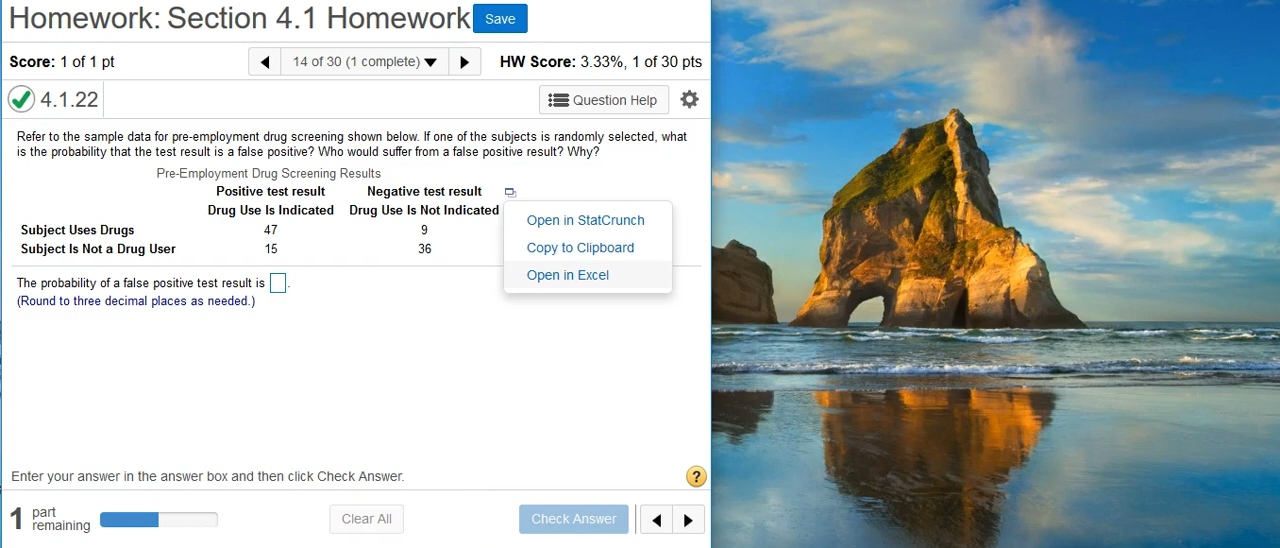 Homework: Section 4.1 Homework Save
Score: 1 of 1 pt 14 of 30 (1 complete) HW Score: 3.33%, 1 of 30 pts
4.1.22 Question Help
Refer to the sample data for pre-employment drug screening shown below. If one of the subjects is randomly selected, what
is the probability that the test result is a false positive? Who would suffer from a false positive result? Why?
Pre-Employment Drug Screening Results
Positive test result Negative test result
Drug Use Is Indicated Drug Use Is Not Indicated
Subject Uses Drugs 47 9
Subject Is Not a Drug User 15 36
Open in StatCrunch
Copy to Clipboard
Open in Excel
The probability of a false positive test result is .
(Round to three decimal places as needed.)
Enter your answer in the answer box and then click Check Answer. ?
1 part
remaining
Clear All Check Answer